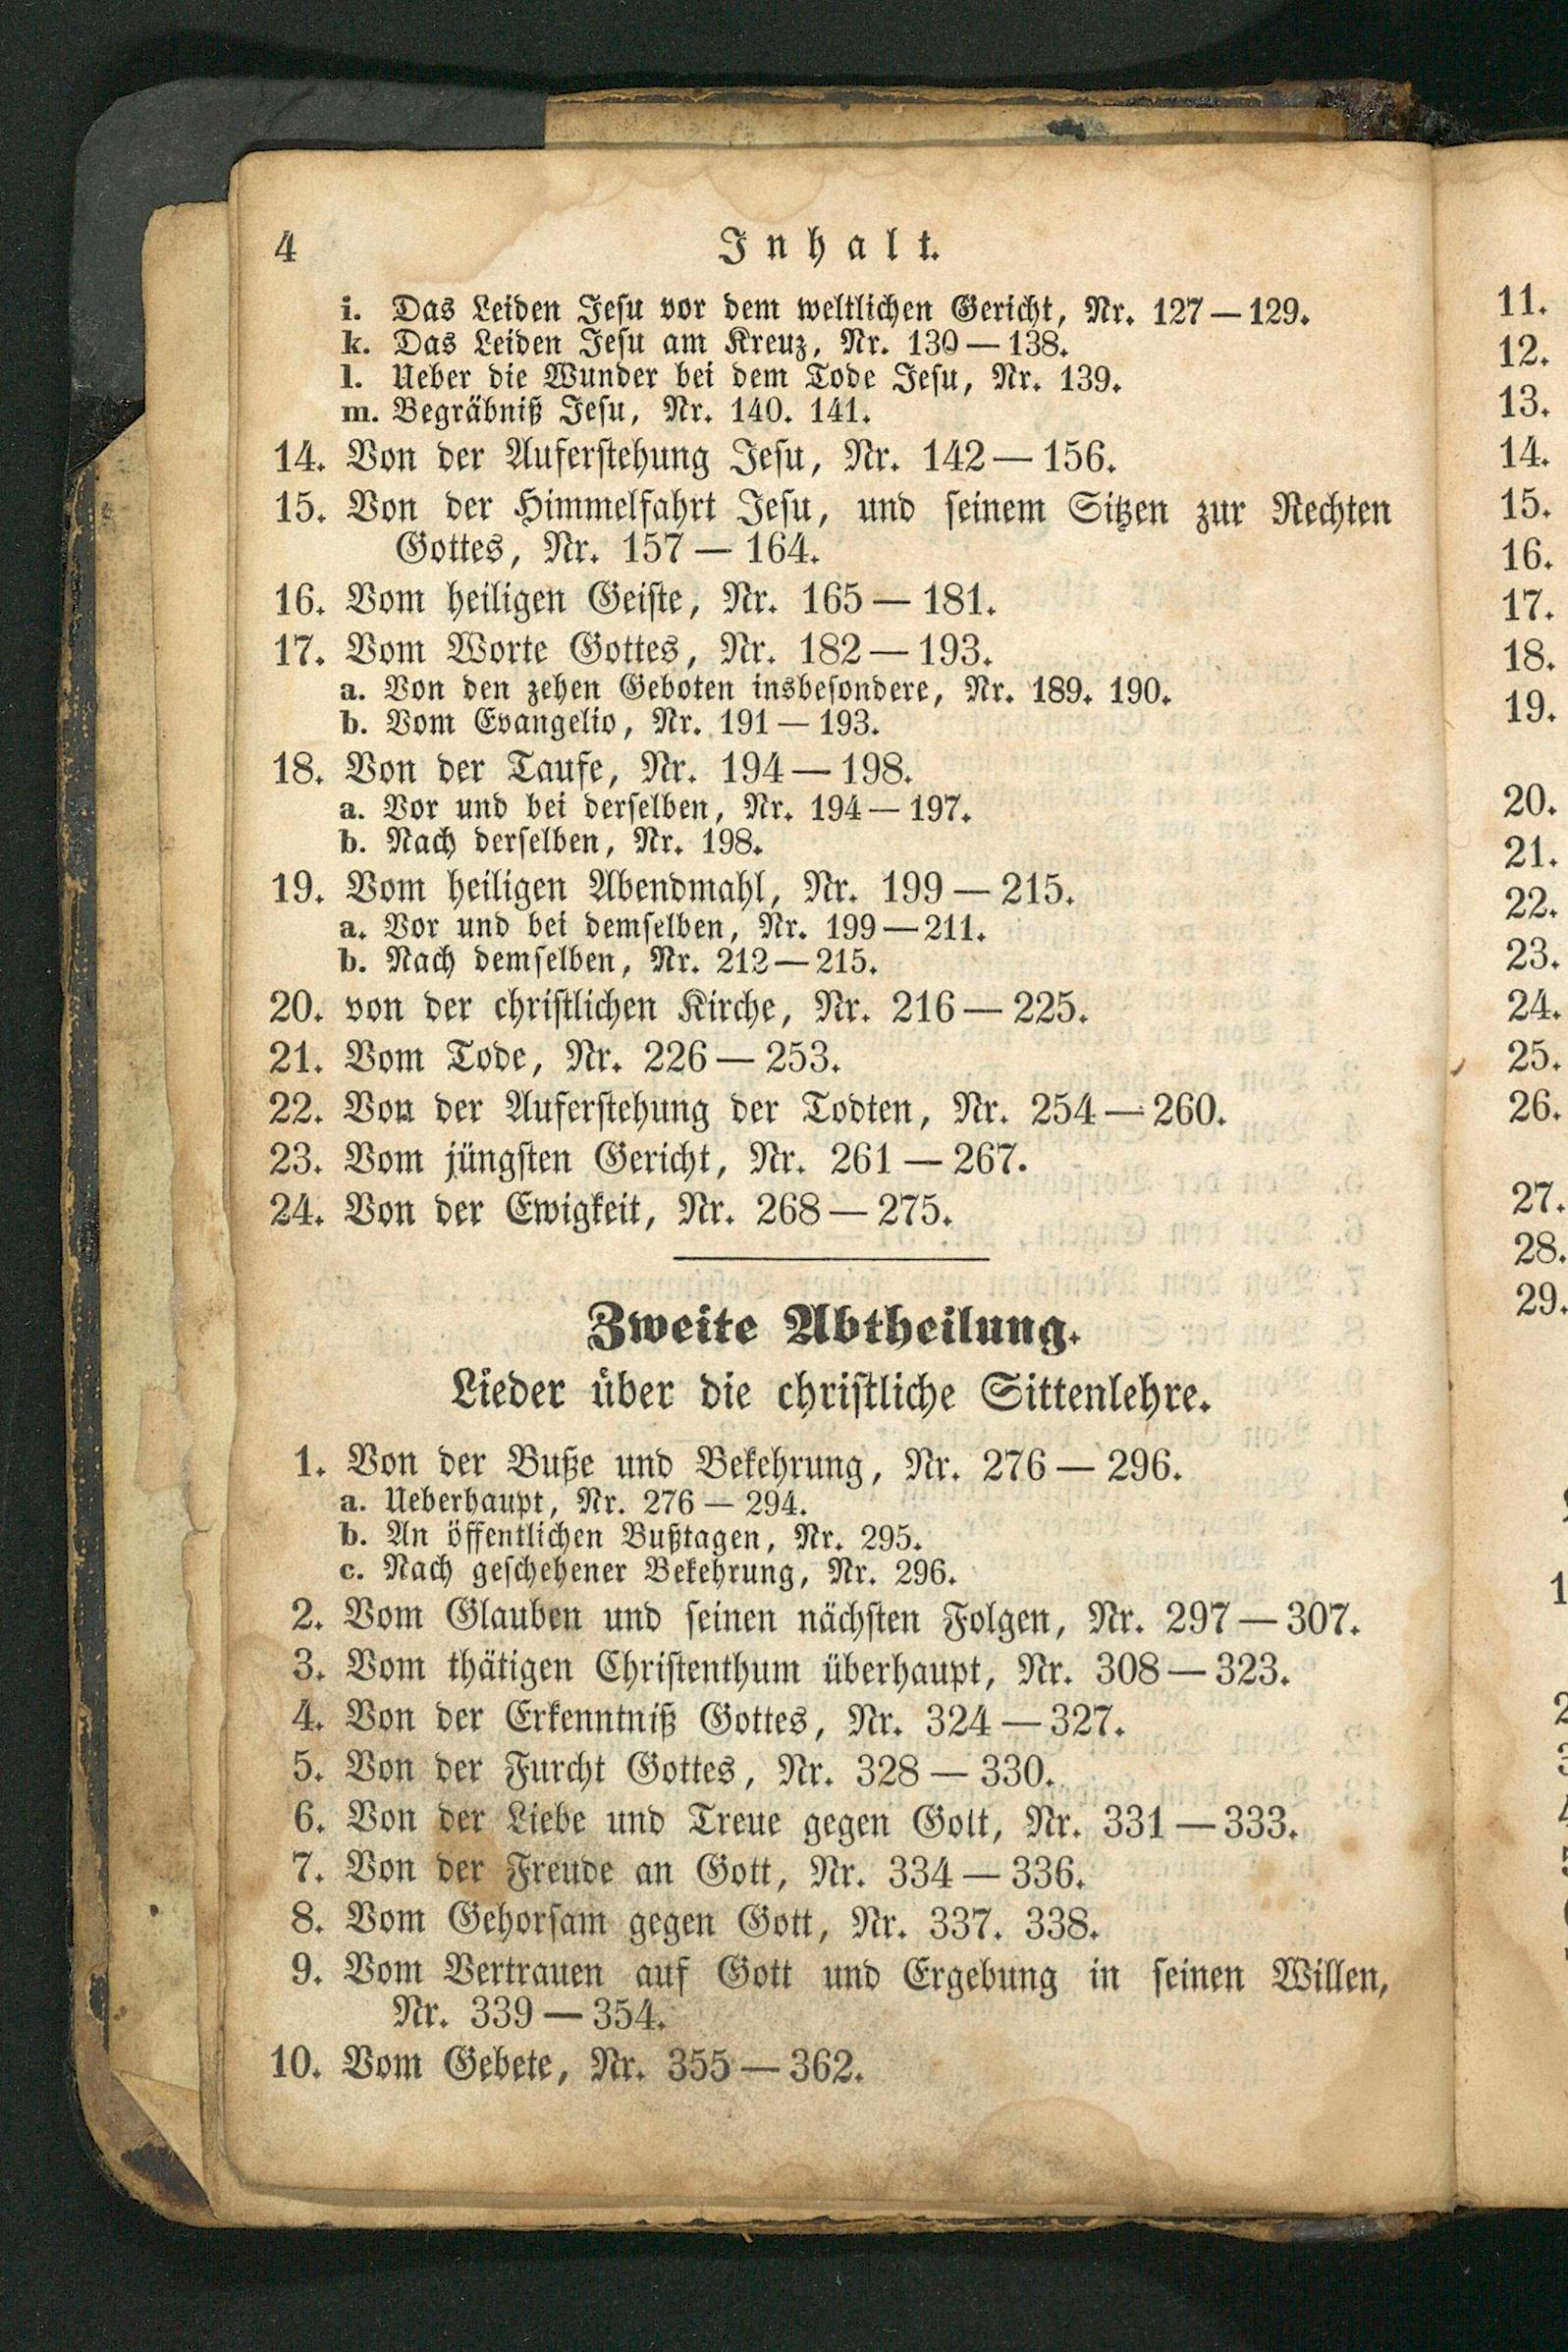 4 Inhalt.
i. Das Leiden Jesu vor dem weltlichen Gericht, Nr. 127—129.
k. Das Leiden Jesu am Kreuz, Nr. 130—138.
l. Ueber die Wunder bei dem Tode Jesu, Nr. 139.
m. Begräbniß Jesu, Nr. 140. 141.
14. Von der Auferstehung Jesu, Nr. 142—156.
15. Von der Himmelfahrt Jesu, und seinem Sitzen zur Rechten
Gottes, Nr. 157—164.
16. Vom heiligen Geiste, Nr. 165—181.
17. Vom Worte Gottes, Nr. 182—193.
a. Von den zehen Geboten insbesondere, Nr. 189. 190.
b. Vom Evangelio, Nr. 191—193.
18. Von der Taufe, Nr. 194—198.
a. Vor und bei derselben, Nr. 194—197.
b. Nach derselben, Nr. 198.
19. Vom heiligen Abendmahl, Nr. 199—215.
a. Vor und bei demselben, Nr. 199—211.
b. Nach demselben, Nr. 212—215.
20. von der christlichen Kirche, Nr. 216—225.
21. Vom Tode, Nr. 226—253.
22. Von der Auferstehung der Todten, Nr. 254—260.
23. Vom jüngsten Gericht, Nr. 261—267.
24. Von der Ewigkeit, Nr. 268—275.
Zweite Abtheilung.
Lieder über die christliche Sittenlehre.
1. Von der Buße und Bekehrung, Nr. 276—296.
a. Ueberhaupt, Nr. 276—294.
b. An öffentlichen Bußtagen, Nr. 295.
c. Nach geschehener Bekehrung, Nr. 296.
2. Vom Glauben und seinen nächsten Folgen, Nr. 297—307.
3. Vom thätigen Christenthum überhaupt, Nr. 308—323.
4. Von der Erkenntniß Gottes, Nr. 324—327.
5. Von der Furcht Gottes, Nr. 328—330.
6. Von der Liebe und Treue gegen Gott, Nr. 331—333.
7. Von der Freude an Gott, Nr. 334—336.
8. Vom Gehorsam gegen Gott, Nr. 337. 338.
9. Vom Vertrauen auf Gott und Ergebung in seinen Willen,
Nr. 339—354.
10. Vom Gebete, Nr. 355—362.
11.
12.
13.
14.
15.
16.
17.
18.
19.
20.
21.
22.
23.
24.
25.
26.
27.
28.
29.